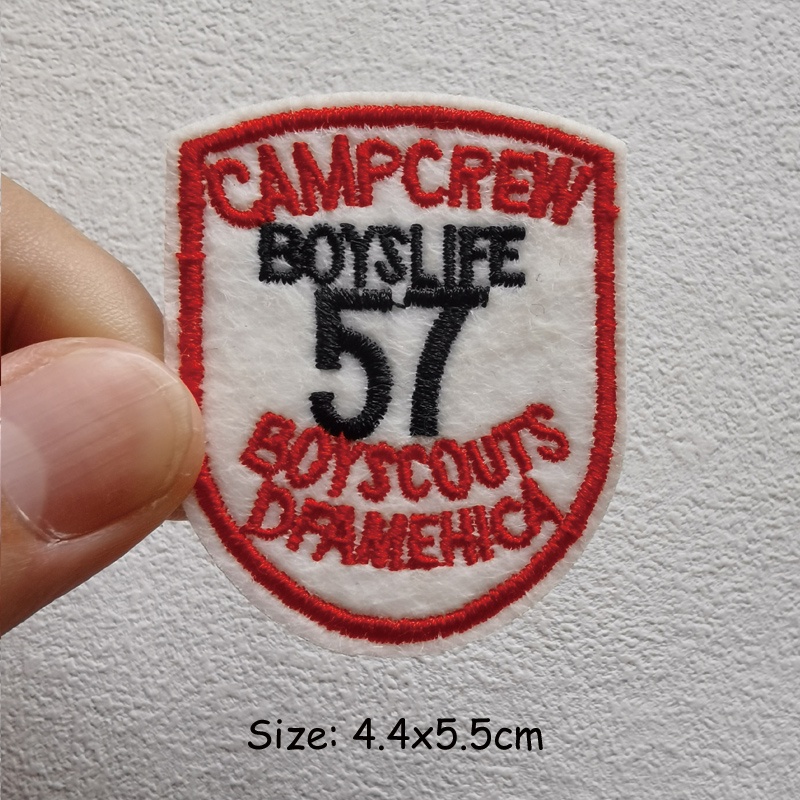 CAMPCREW
BOYSLIFE
57
BOYSCOUTS
DFAMEHICA
Size: 4.4x5.5cm